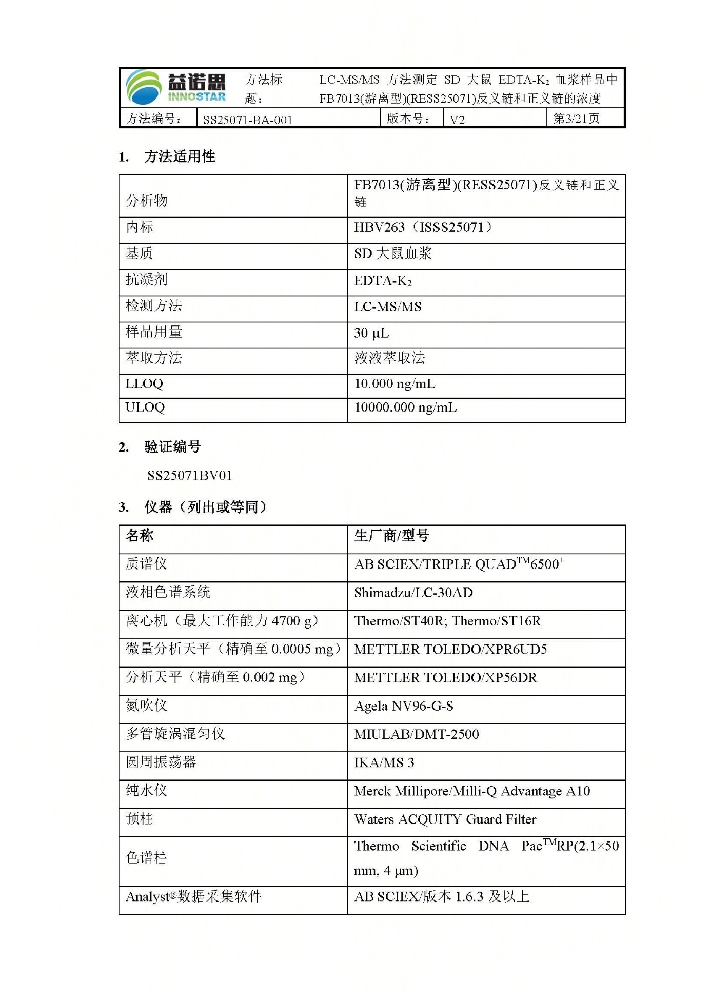 益诺思
INNOSTAR
方法标题：
LC-MS/MS 方法测定 SD 大鼠 EDTA-K₂ 血浆样品中
FB7013(游离型)(RESS25071)反义链和正义链的浓度
方法编号： SS25071-BA-001 版本号： V2 第3/21页
1. 方法适用性
分析物 FB7013(游离型)(RESS25071)反义链和正义
链
内标 HBV263（ISSS25071）
基质 SD 大鼠血浆
抗凝剂 EDTA-K₂
检测方法 LC-MS/MS
样品用量 30 μL
萃取方法 液液萃取法
LLOQ 10.000 ng/mL
ULOQ 10000.000 ng/mL
2. 验证编号
SS25071BV01
3. 仪器（列出或等同）
名称 生厂商/型号
质谱仪 AB SCIEX/TRIPLE QUAD™6500⁺
液相色谱系统 Shimadzu/LC-30AD
离心机（最大工作能力 4700 g） Thermo/ST40R; Thermo/ST16R
微量分析天平（精确至 0.0005 mg） METTLER TOLEDO/XPR6UD5
分析天平（精确至 0.002 mg） METTLER TOLEDO/XP56DR
氮吹仪 Agela NV96-G-S
多管旋涡混匀仪 MIULAB/DMT-2500
圆周振荡器 IKA/MS 3
纯水仪 Merck Millipore/Milli-Q Advantage A10
预柱 Waters ACQUITY Guard Filter
色谱柱 Thermo Scientific DNA Pac™RP(2.1×50
mm, 4 μm)
Analyst®数据采集软件 AB SCIEX/版本 1.6.3 及以上